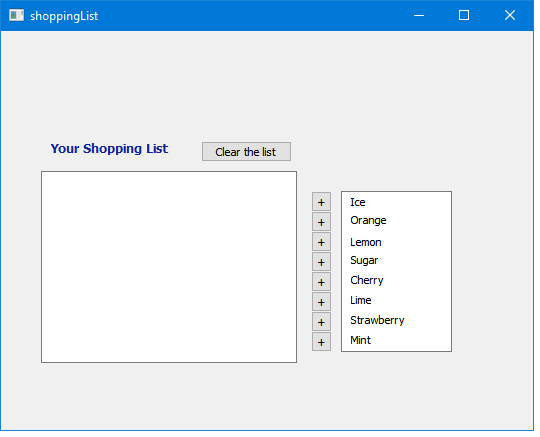 shoppingList
Your Shopping List
Clear the list
+ Ice
+ Orange
+ Lemon
+ Sugar
+ Cherry
+ Lime
+ Strawberry
+ Mint